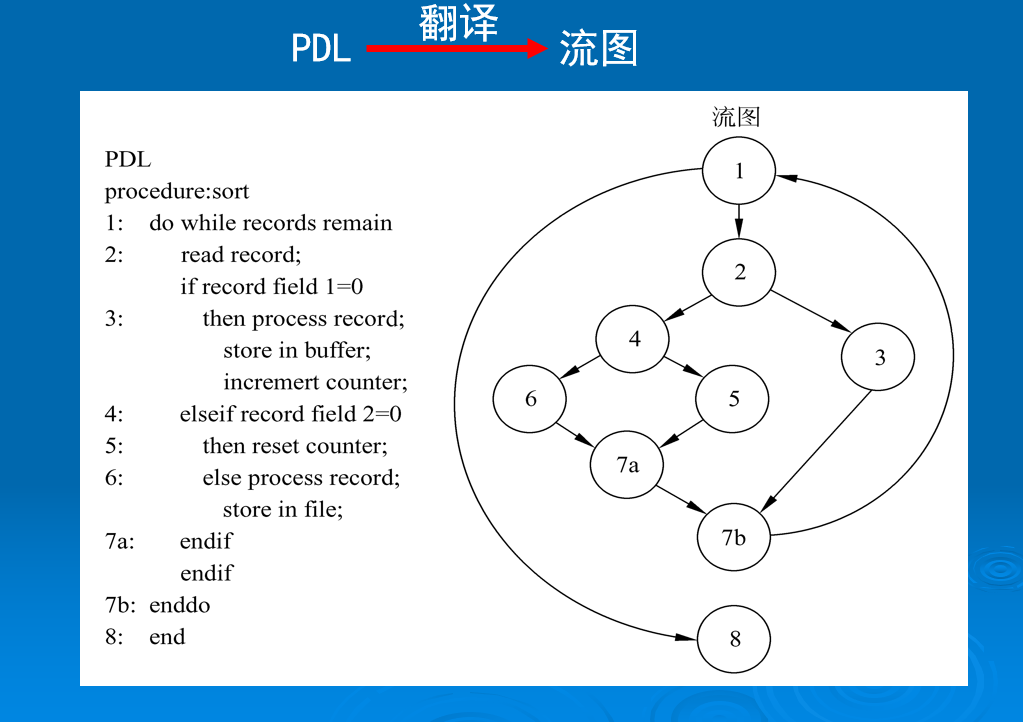 翻译
PDL 流图
PDL
procedure:sort
1: do while records remain
2: read record;
if record field 1=0
3: then process record;
store in buffer;
incremert counter;
4: elseif record field 2=0
5: then reset counter;
6: else process record;
store in file;
7a: endif
endif
7b: enddo
8: end
流图
1
2
4
3
6
5
7a
7b
8